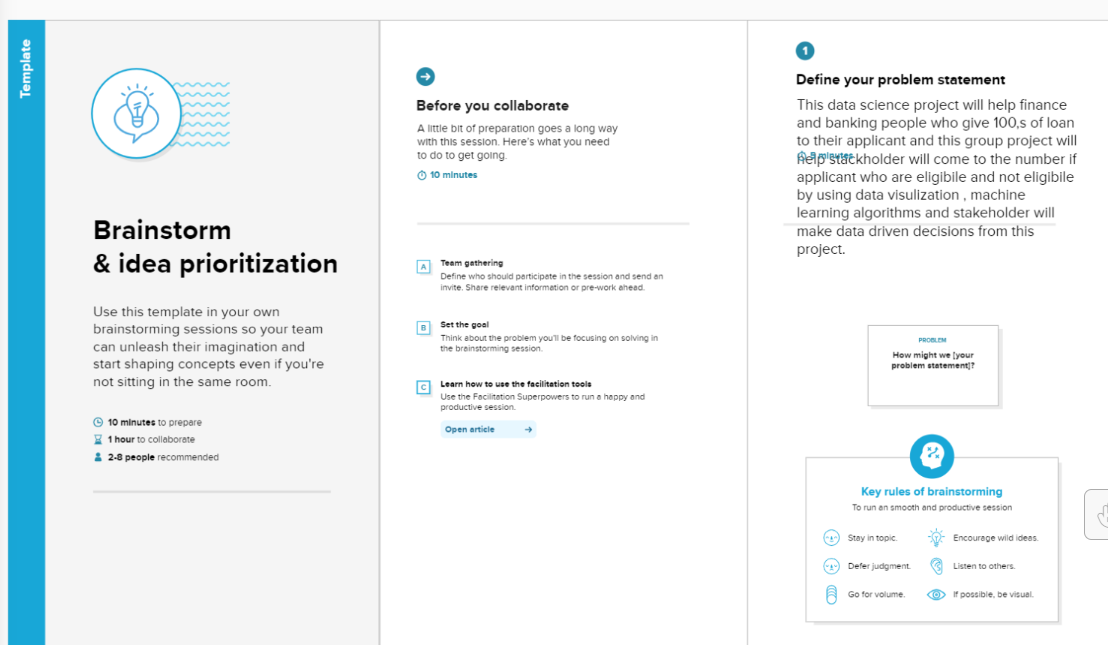 Template
Brainstorm
& idea prioritization
Use this template in your own
brainstorming sessions so your team
can unleash their imagination and
start shaping concepts even if you're
not sitting in the same room.
10 minutes to prepare
1 hour to collaborate
2-8 people recommended
Before you collaborate
A little bit of preparation goes a long way
with this session. Here's what you need
to do to get going.
10 minutes
A
Team gathering
Define who should participate in the session and send an
invite. Share relevant information or pre-work ahead.
B
Set the goal
Think about the problem you'll be focusing on solving in
the brainstorming session.
C
Learn how to use the facilitation tools
Use the Facilitation Superpowers to run a happy and
productive session.
Open article
1
Define your problem statement
This data science project will help finance
and banking people who give 100,s of loan
to their applicant and this group project will
5 minutes
help stackholder will come to the number if
applicant who are eligibile and not eligibile
by using data visulization , machine
learning algorithms and stakeholder will
make data driven decisions from this
project.
PROBLEM
How might we [your
problem statement]?
Key rules of brainstorming
To run an smooth and productive session
Stay in topic.
Encourage wild ideas.
Defer judgment.
Listen to others.
Go for volume.
If possible, be visual.